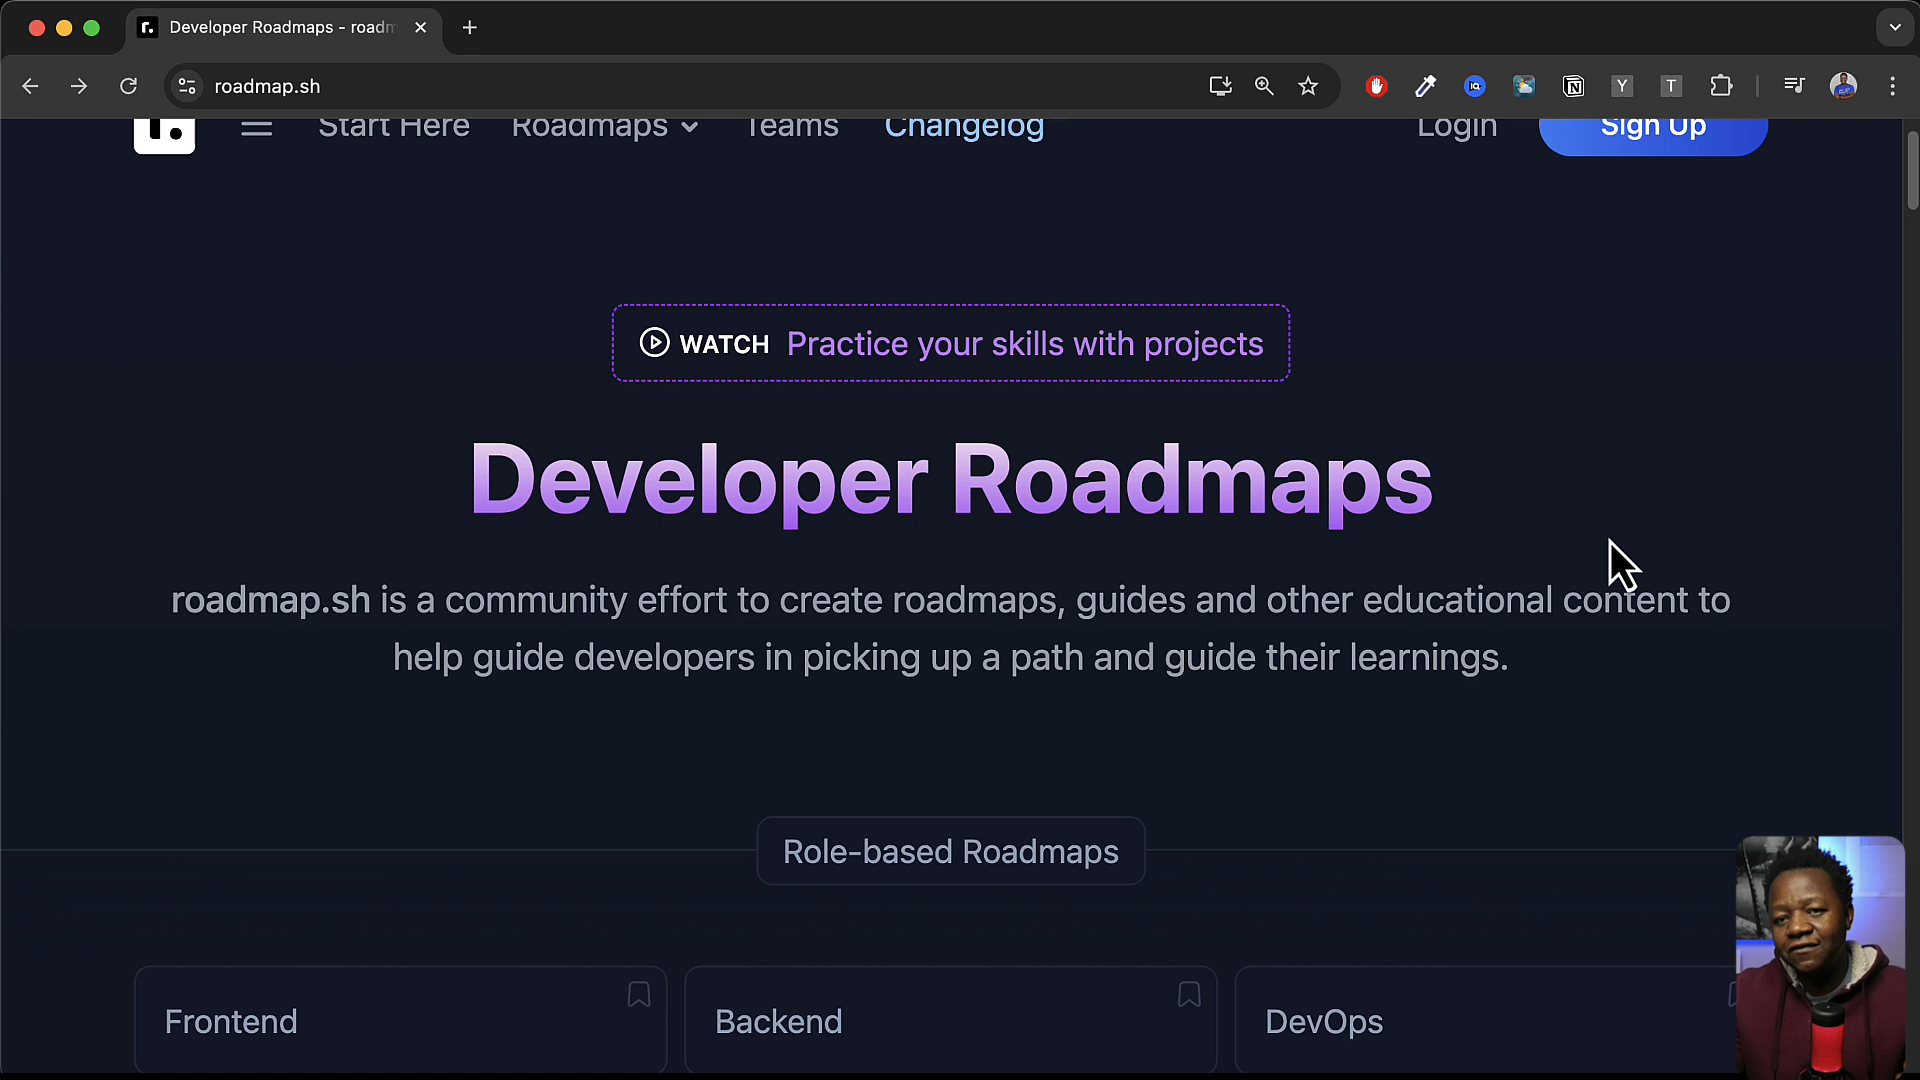 Developer Roadmaps - roadm
roadmap.sh
Start Here Roadmaps Teams Changelog Login Sign Up
WATCH Practice your skills with projects
Developer Roadmaps
roadmap.sh is a community effort to create roadmaps, guides and other educational content to
help guide developers in picking up a path and guide their learnings.
Role-based Roadmaps
Frontend Backend DevOps